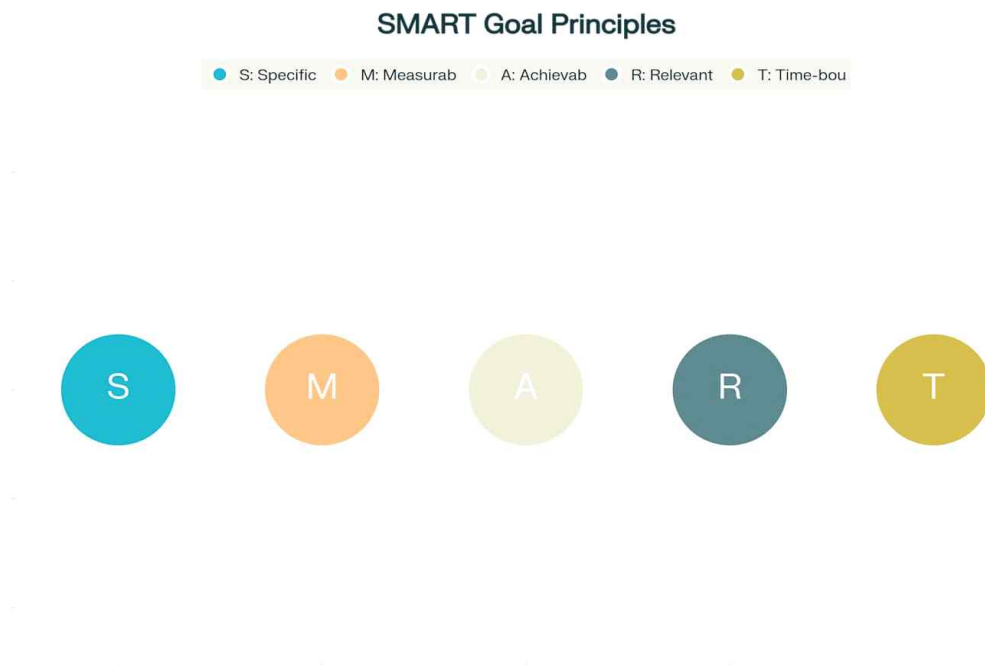 SMART Goal Principles
S: Specific M: Measurab A: Achievab R: Relevant T: Time-bou
S M A R T